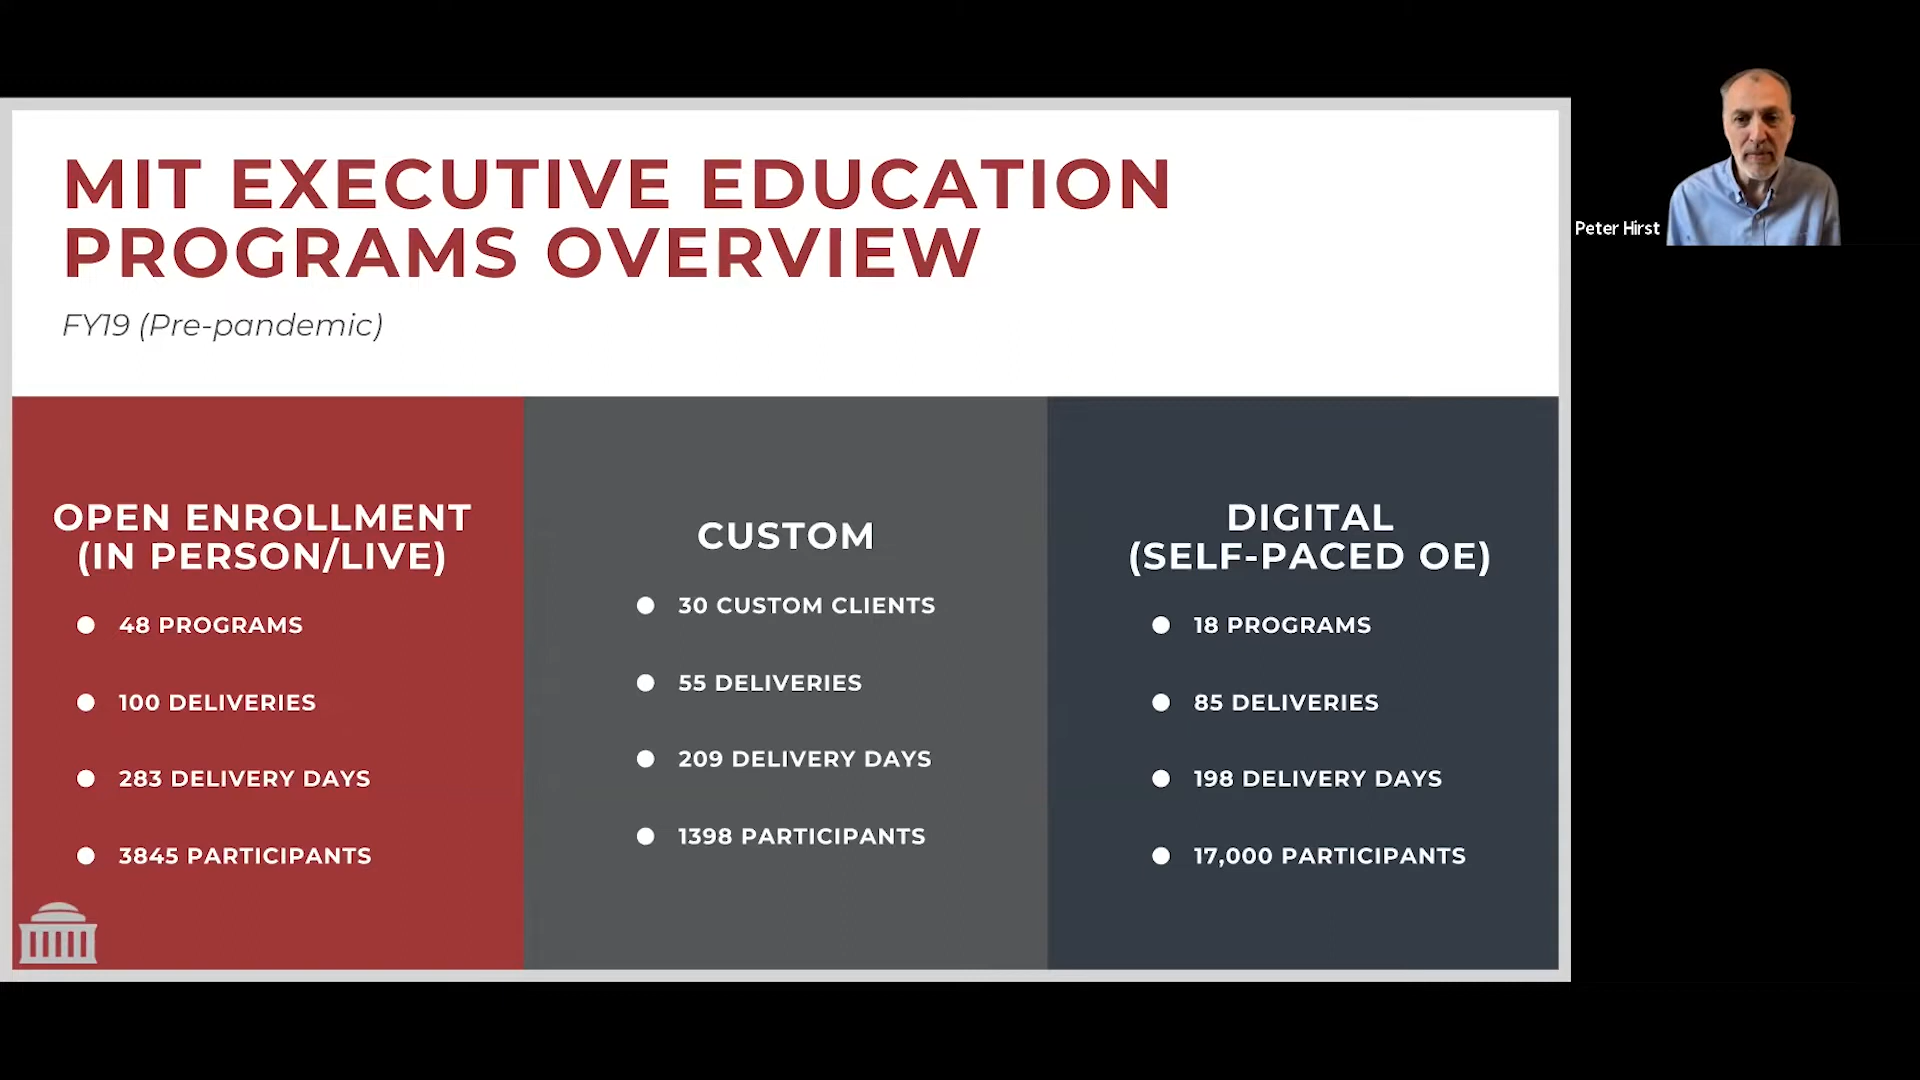 MIT EXECUTIVE EDUCATION
PROGRAMS OVERVIEW
FY19 (Pre-pandemic)
OPEN ENROLLMENT
(IN PERSON/LIVE)
48 PROGRAMS
100 DELIVERIES
283 DELIVERY DAYS
3845 PARTICIPANTS
CUSTOM
30 CUSTOM CLIENTS
55 DELIVERIES
209 DELIVERY DAYS
1398 PARTICIPANTS
DIGITAL
(SELF-PACED OE)
18 PROGRAMS
85 DELIVERIES
198 DELIVERY DAYS
17,000 PARTICIPANTS
Peter Hirst